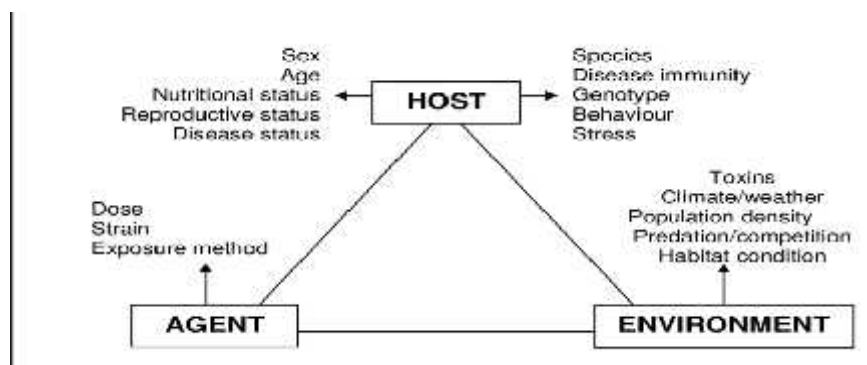 Sex
Age
Nutritional status
Reproductive status
Disease status
HOST
Species
Disease immunity
Genotype
Behaviour
Stress
Dose
Strain
Exposure method
Toxins
Climate/weather
Population density
Predation/competition
Habitat condition
AGENT
ENVIRONMENT